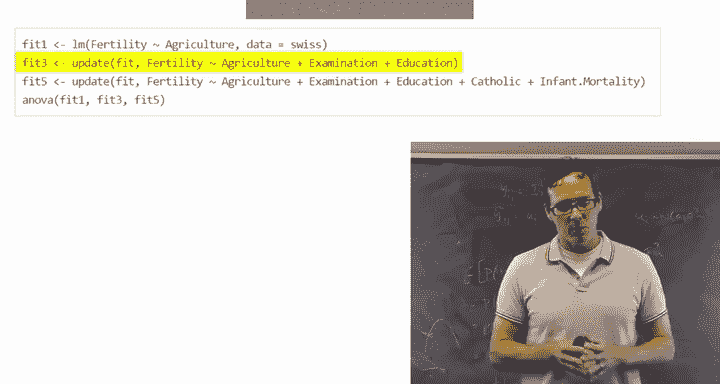 fit1 <- lm(Fertility ~ Agriculture, data = swiss)
fit3 <- update(fit, Fertility ~ Agriculture + Examination + Education)
fit5 <- update(fit, Fertility ~ Agriculture + Examination + Education + Catholic + Infant.Mortality)
anova(fit1, fit3, fit5)